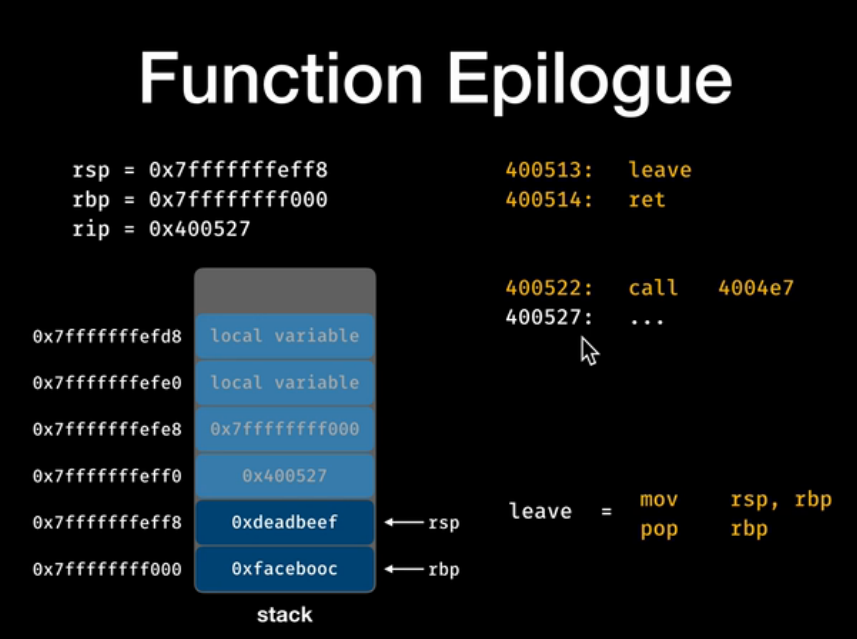 Function Epilogue
rsp = 0x7fffffffeff8
rbp = 0x7ffffffff000
rip = 0x400527
400513: leave
400514: ret
400522: call 4004e7
400527: ...
0x7fffffffefd8 local variable
0x7fffffffefe0 local variable
0x7fffffffefe8 0x7ffffffff000
0x7fffffffeff0 0x400527
0x7fffffffeff8 0xdeadbeef ← rsp
0x7ffffffff000 0xfacebooc ← rbp
stack
leave = mov rsp, rbp
pop rbp